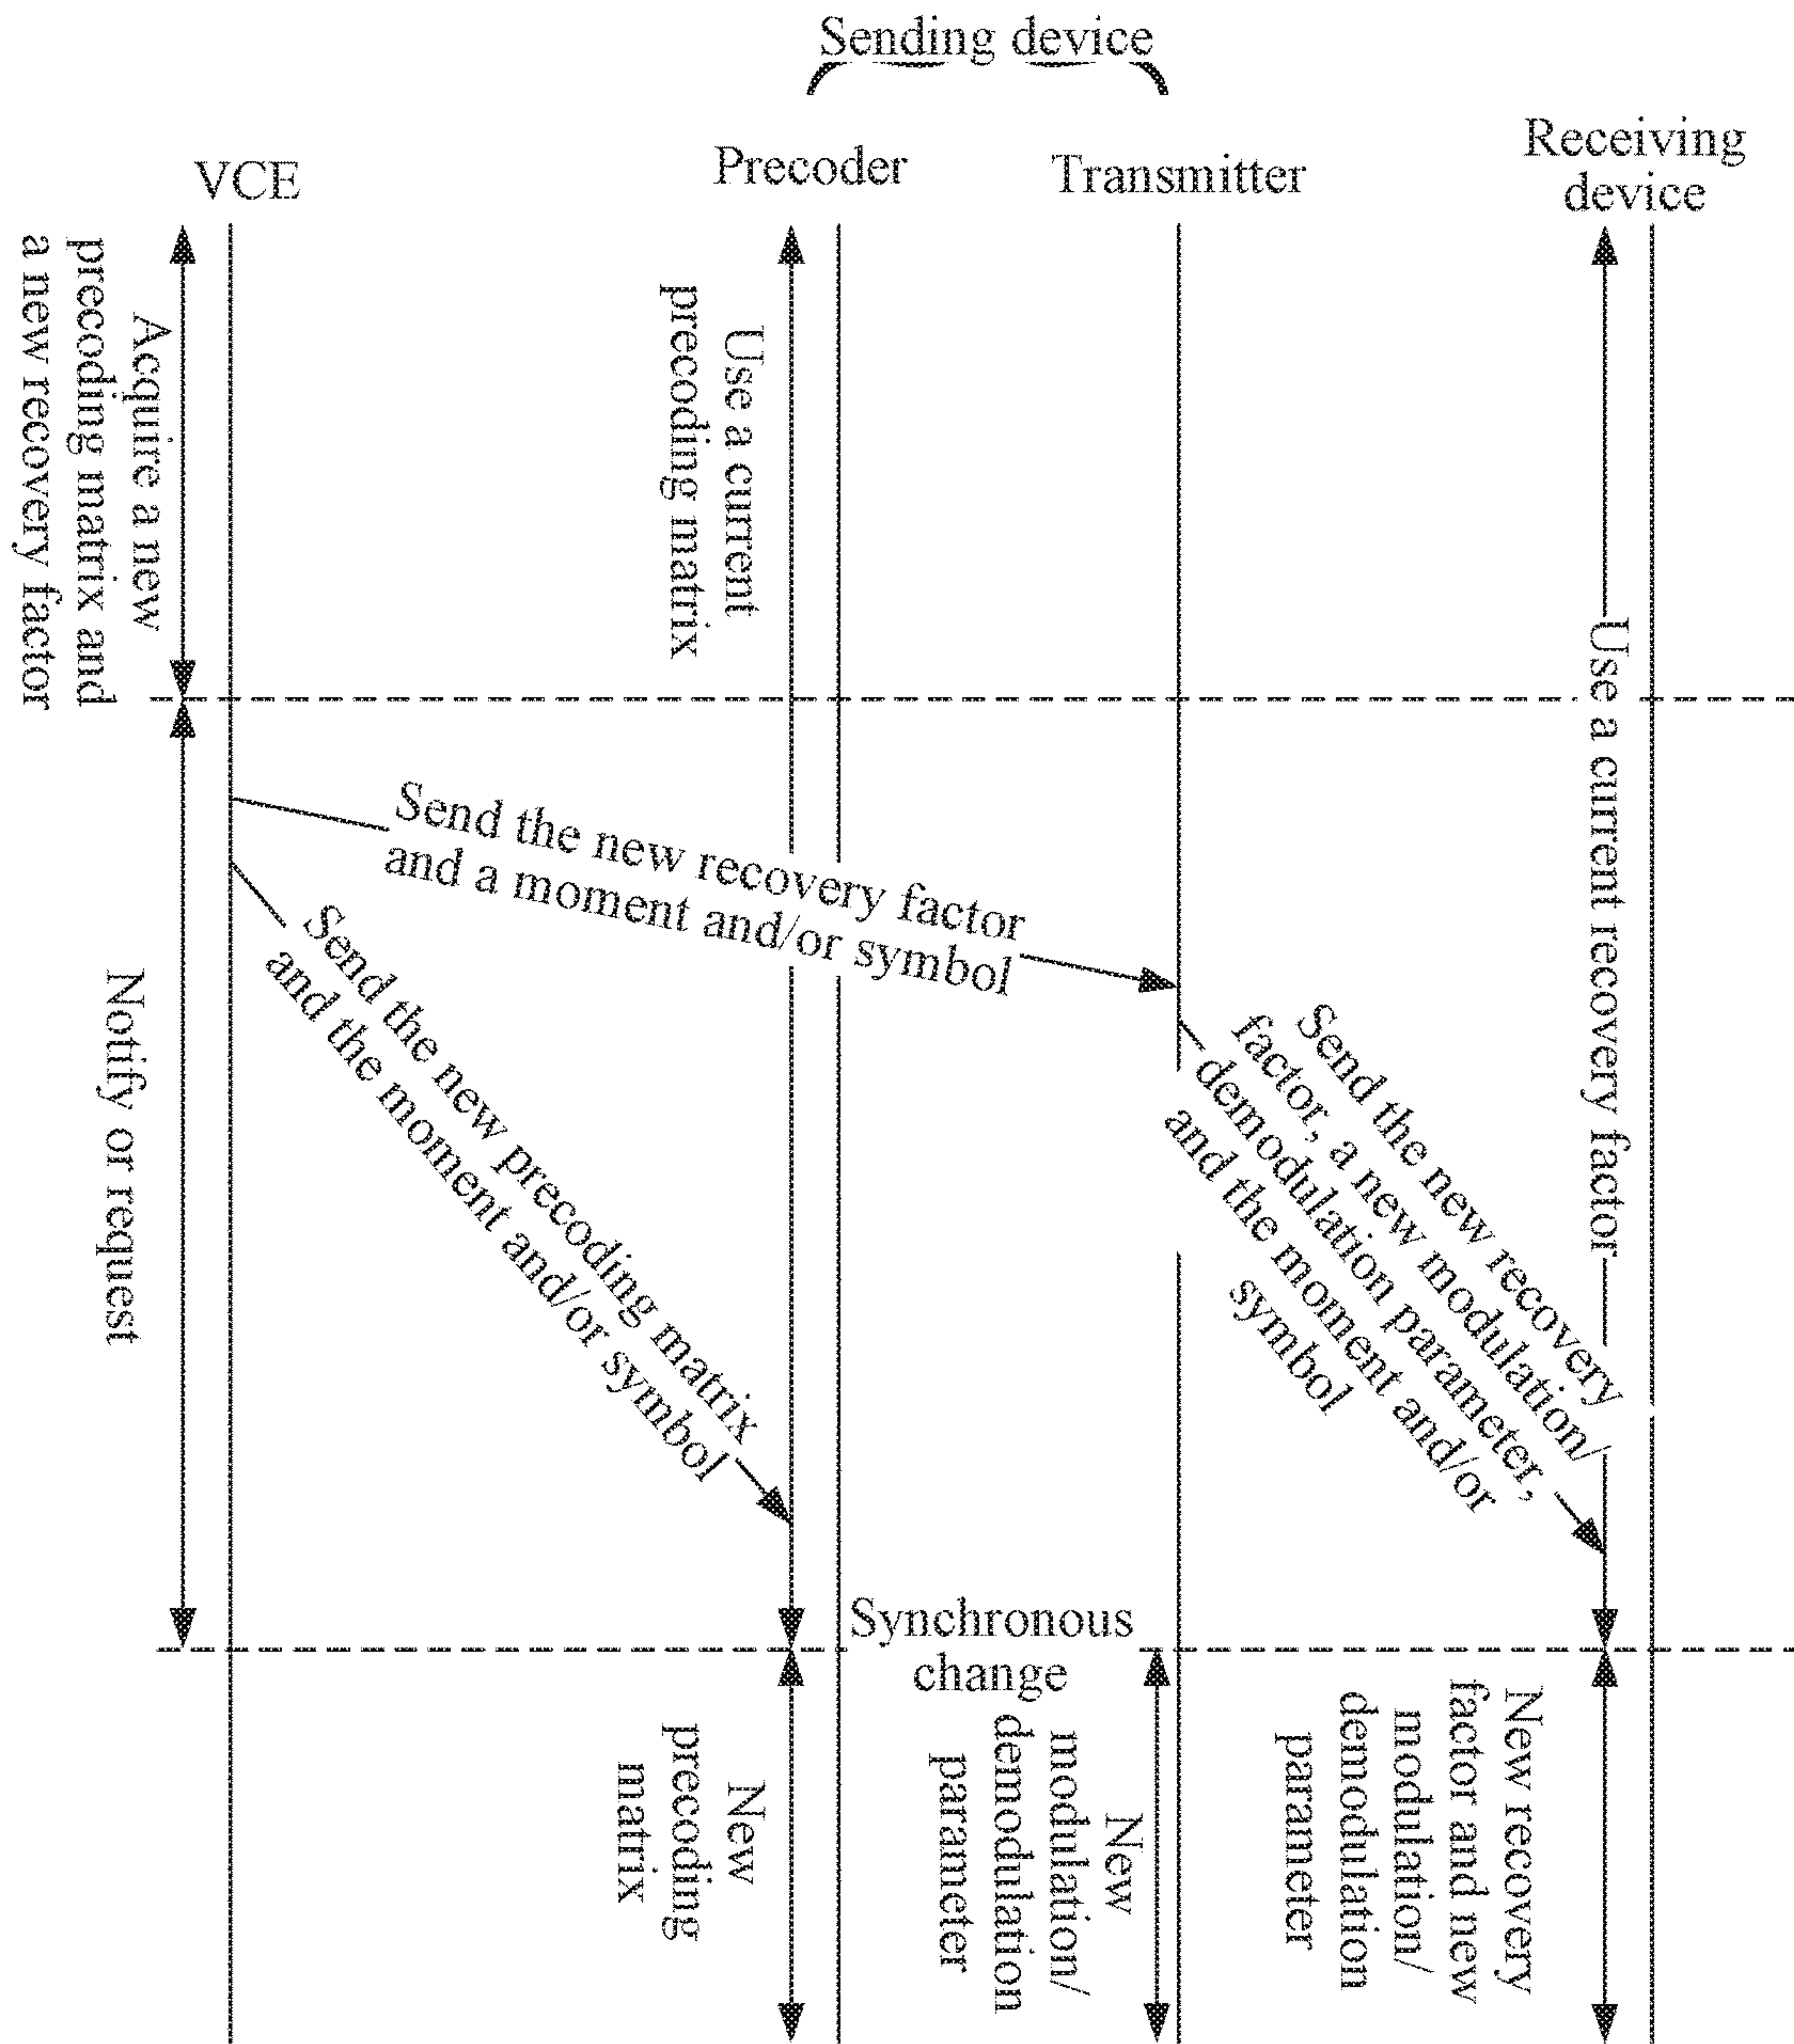 Sending device
VCE
Precoder
Transmitter
Receiving
device
Acquire a new
precoding matrix and
a new recovery factor
Use a current
precoding matrix
Use a current recovery factor
Notify or request
Send the new recovery factor
and a moment and/or symbol
Send the new precoding matrix
and the moment and/or symbol
Send the new recovery
factor, a new modulation/
demodulation parameter,
and the moment and/or
symbol
Synchronous
change
New
precoding
matrix
New
modulation/
demodulation
parameter
New recovery
factor and new
modulation/
demodulation
parameter